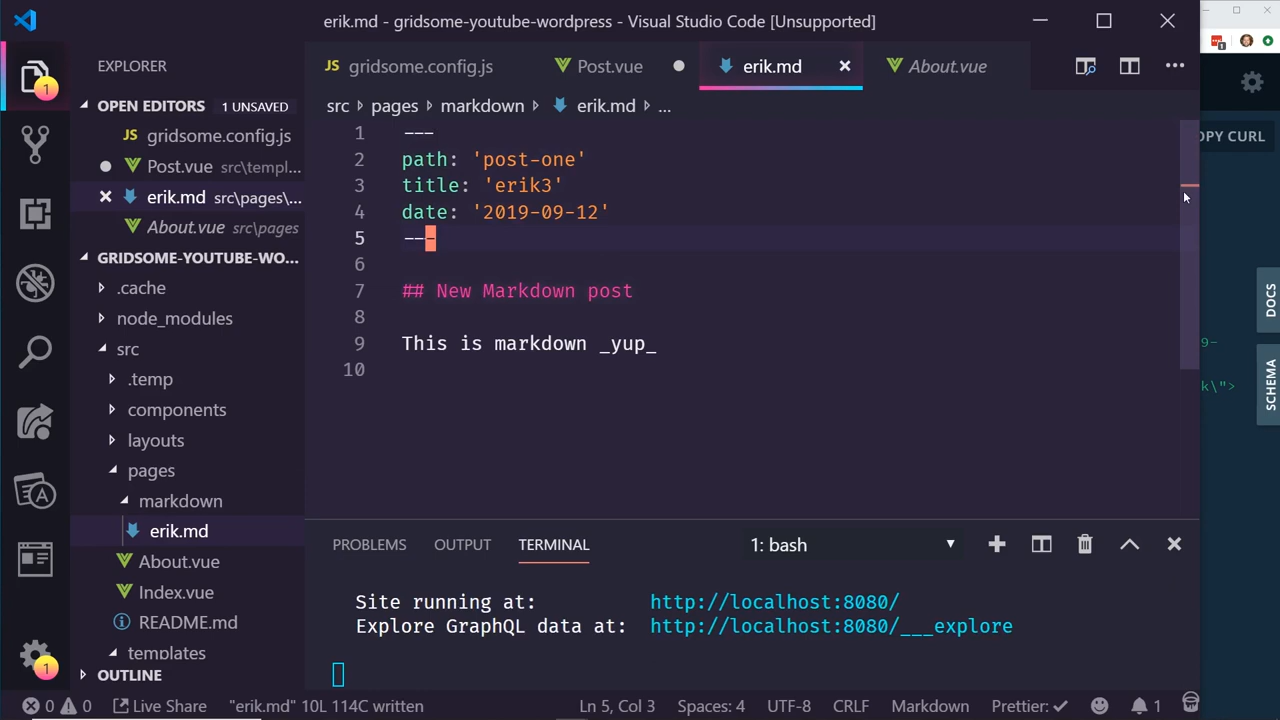 erik.md - gridsome-youtube-wordpress - Visual Studio Code [Unsupported]
EXPLORER
JS gridsome.config.js
Post.vue
erik.md
About.vue
OPEN EDITORS 1 UNSAVED
JS gridsome.config.js
Post.vue src\templ...
erik.md src\pages\...
About.vue src\pages
GRIDSOME-YOUTUBE-WO...
.cache
node_modules
src
.temp
components
layouts
pages
markdown
erik.md
About.vue
Index.vue
README.md
templates
OUTLINE
1
1
src pages markdown erik.md ...
1 ---
2 path: 'post-one'
3 title: 'erik3'
4 date: '2019-09-12'
5 ---
6
7 ## New Markdown post
8
9 This is markdown _yup_
10
PROBLEMS OUTPUT TERMINAL 1: bash
Site running at: http://localhost:8080/
Explore GraphQL data at: http://localhost:8080/___explore
0 0 Live Share "erik.md" 10L 114C written Ln 5, Col 3 Spaces: 4 UTF-8 CRLF Markdown Prettier: 1
OPY CURL
DOCS
SCHEMA
9-
k\">